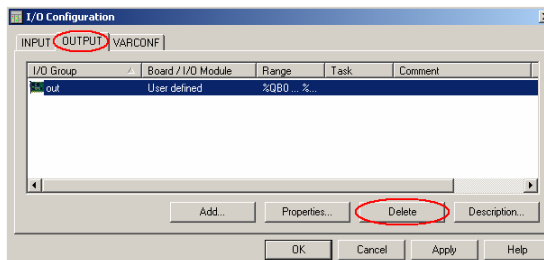 I/O Configuration
INPUT OUTPUT VARCONF
I/O Group Board / I/O Module Range Task Comment
out User defined %QB0 ... %...
Add... Properties... Delete Description...
OK Cancel Apply Help